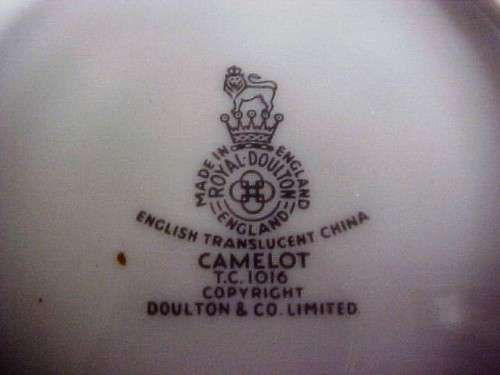 MADE IN ENGLAND
ROYAL·DOULTON
ENGLAND
ENGLISH TRANSLUCENT CHINA
CAMELOT
T.C. 1016
COPYRIGHT
DOULTON & CO. LIMITED